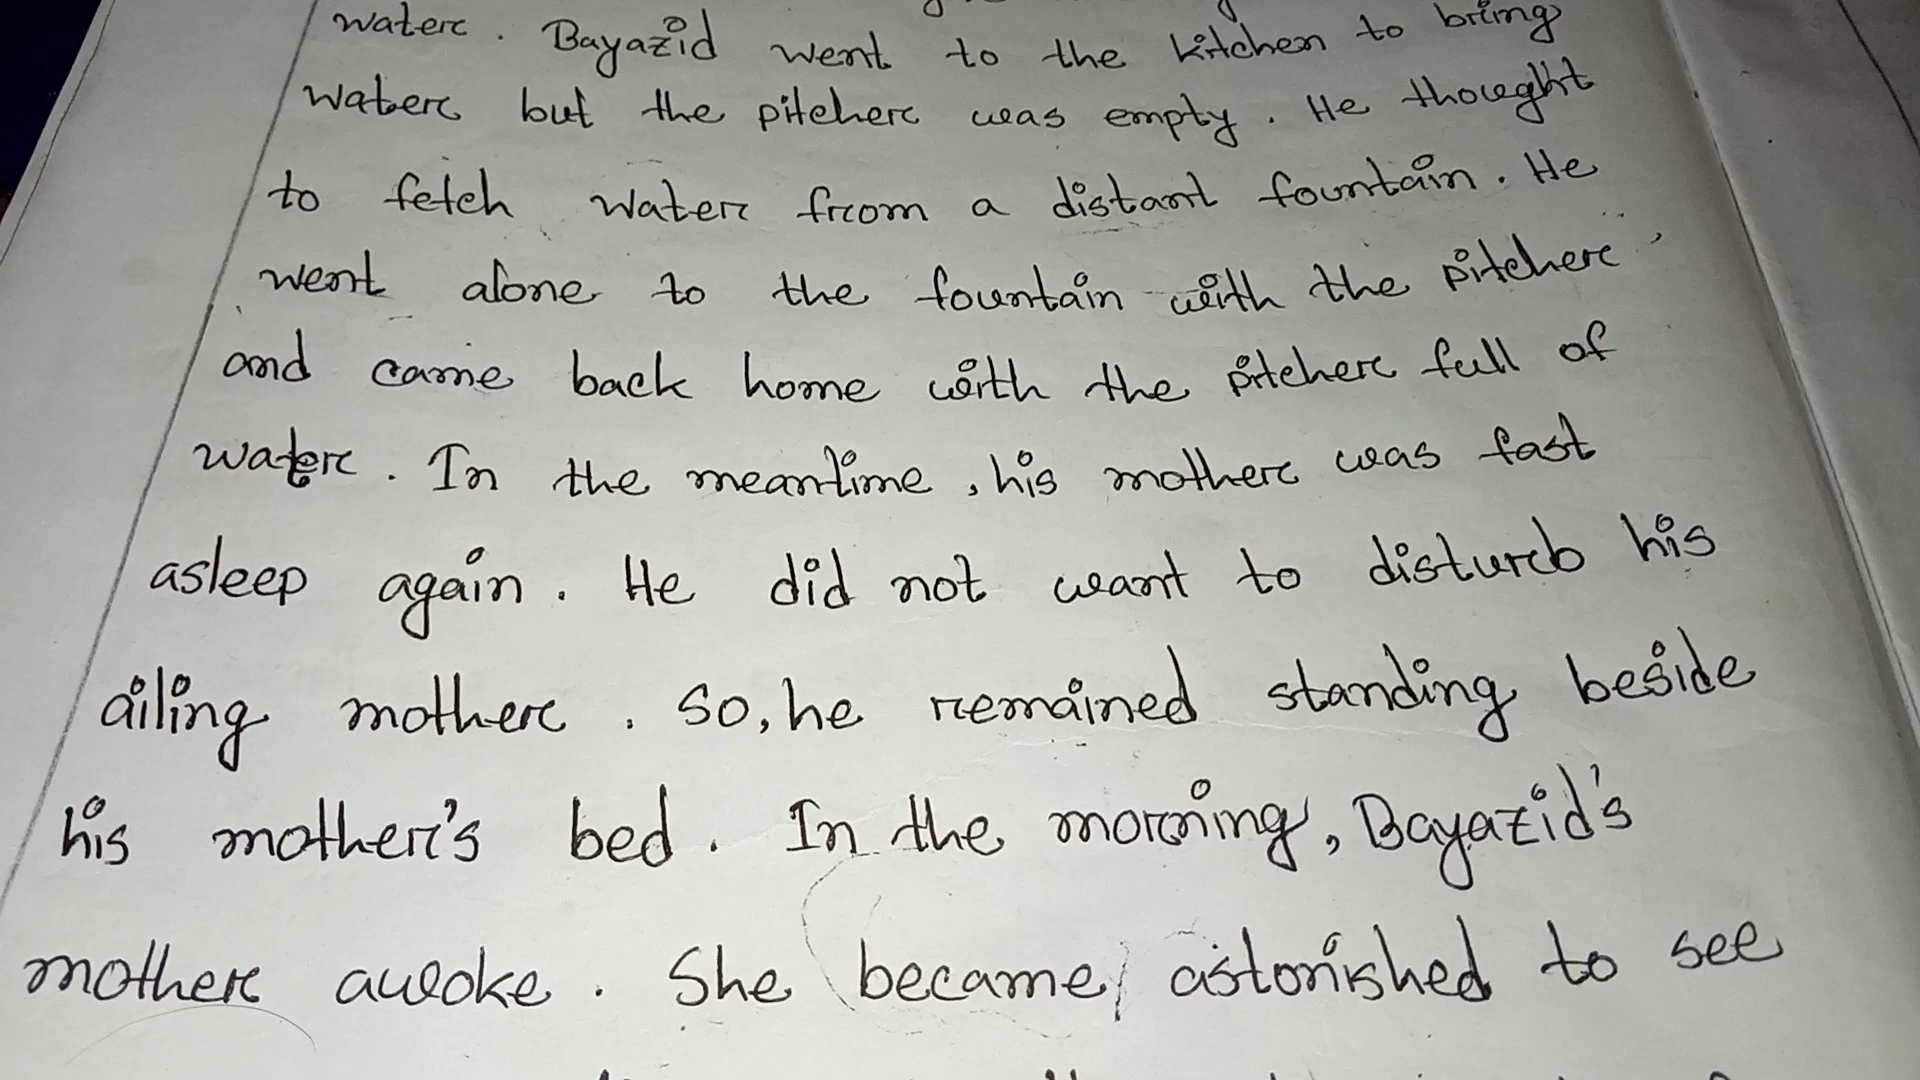 water. Bayazid went to the kitchen to bring
water but the pitcher was empty. He thought
to fetch water from a distant fountain. He
went alone to the fountain with the pitcher
and came back home with the pitcher full of
water. In the meantime, his mother was fast
asleep again. He did not want to disturb his
ailing mother. So, he remained standing beside
his mother's bed. In the morning, Bayazid's
mother awoke. She became astonished to see